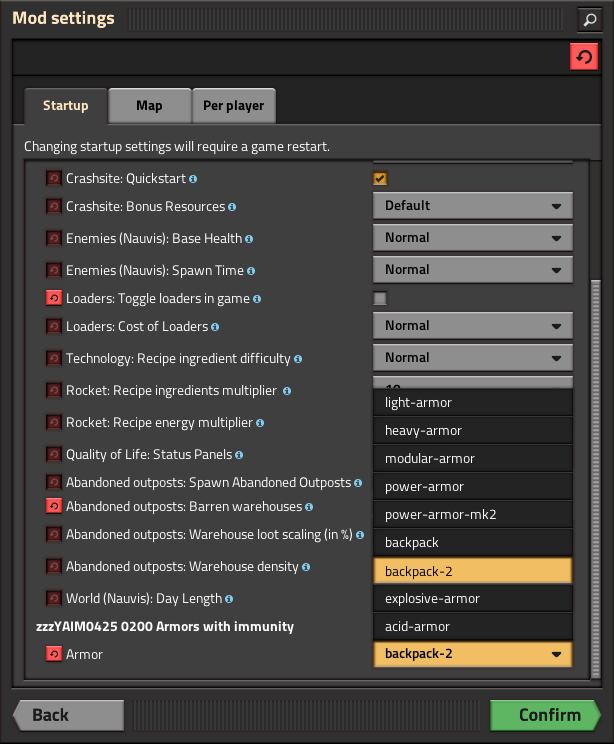 Mod settings
Startup
Map
Per player
Changing startup settings will require a game restart.
Crashsite: Quickstart
Crashsite: Bonus Resources
Default
Enemies (Nauvis): Base Health
Normal
Enemies (Nauvis): Spawn Time
Normal
Loaders: Toggle loaders in game
Loaders: Cost of Loaders
Normal
Technology: Recipe ingredient difficulty
Normal
Rocket: Recipe ingredients multiplier
light-armor
Rocket: Recipe energy multiplier
heavy-armor
Quality of Life: Status Panels
modular-armor
Abandoned outposts: Spawn Abandoned Outposts
power-armor
Abandoned outposts: Barren warehouses
power-armor-mk2
Abandoned outposts: Warehouse loot scaling (in %)
backpack
Abandoned outposts: Warehouse density
backpack-2
World (Nauvis): Day Length
explosive-armor
zzzYAIM0425 0200 Armors with immunity
acid-armor
Armor
backpack-2
Back
Confirm